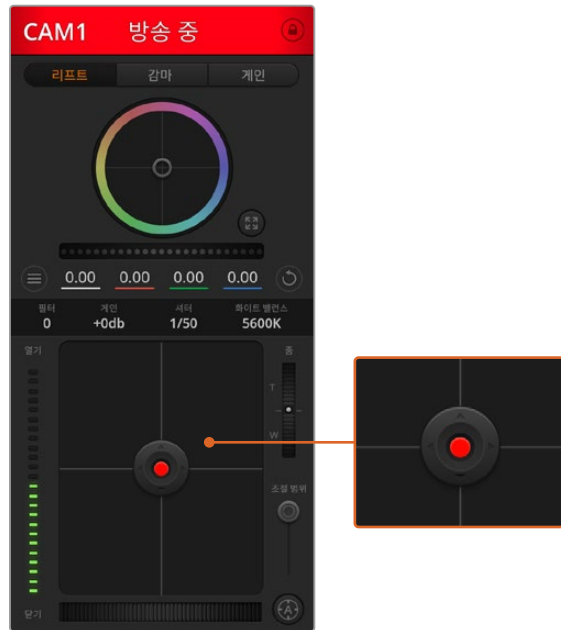 CAM1 방송 중
리프트 감마 게인
0.00 0.00 0.00 0.00
필터 게인 셔터 화이트 밸런스
0 +0db 1/50 5600K
열기 줌
T
W
조절 범위
닫기 A